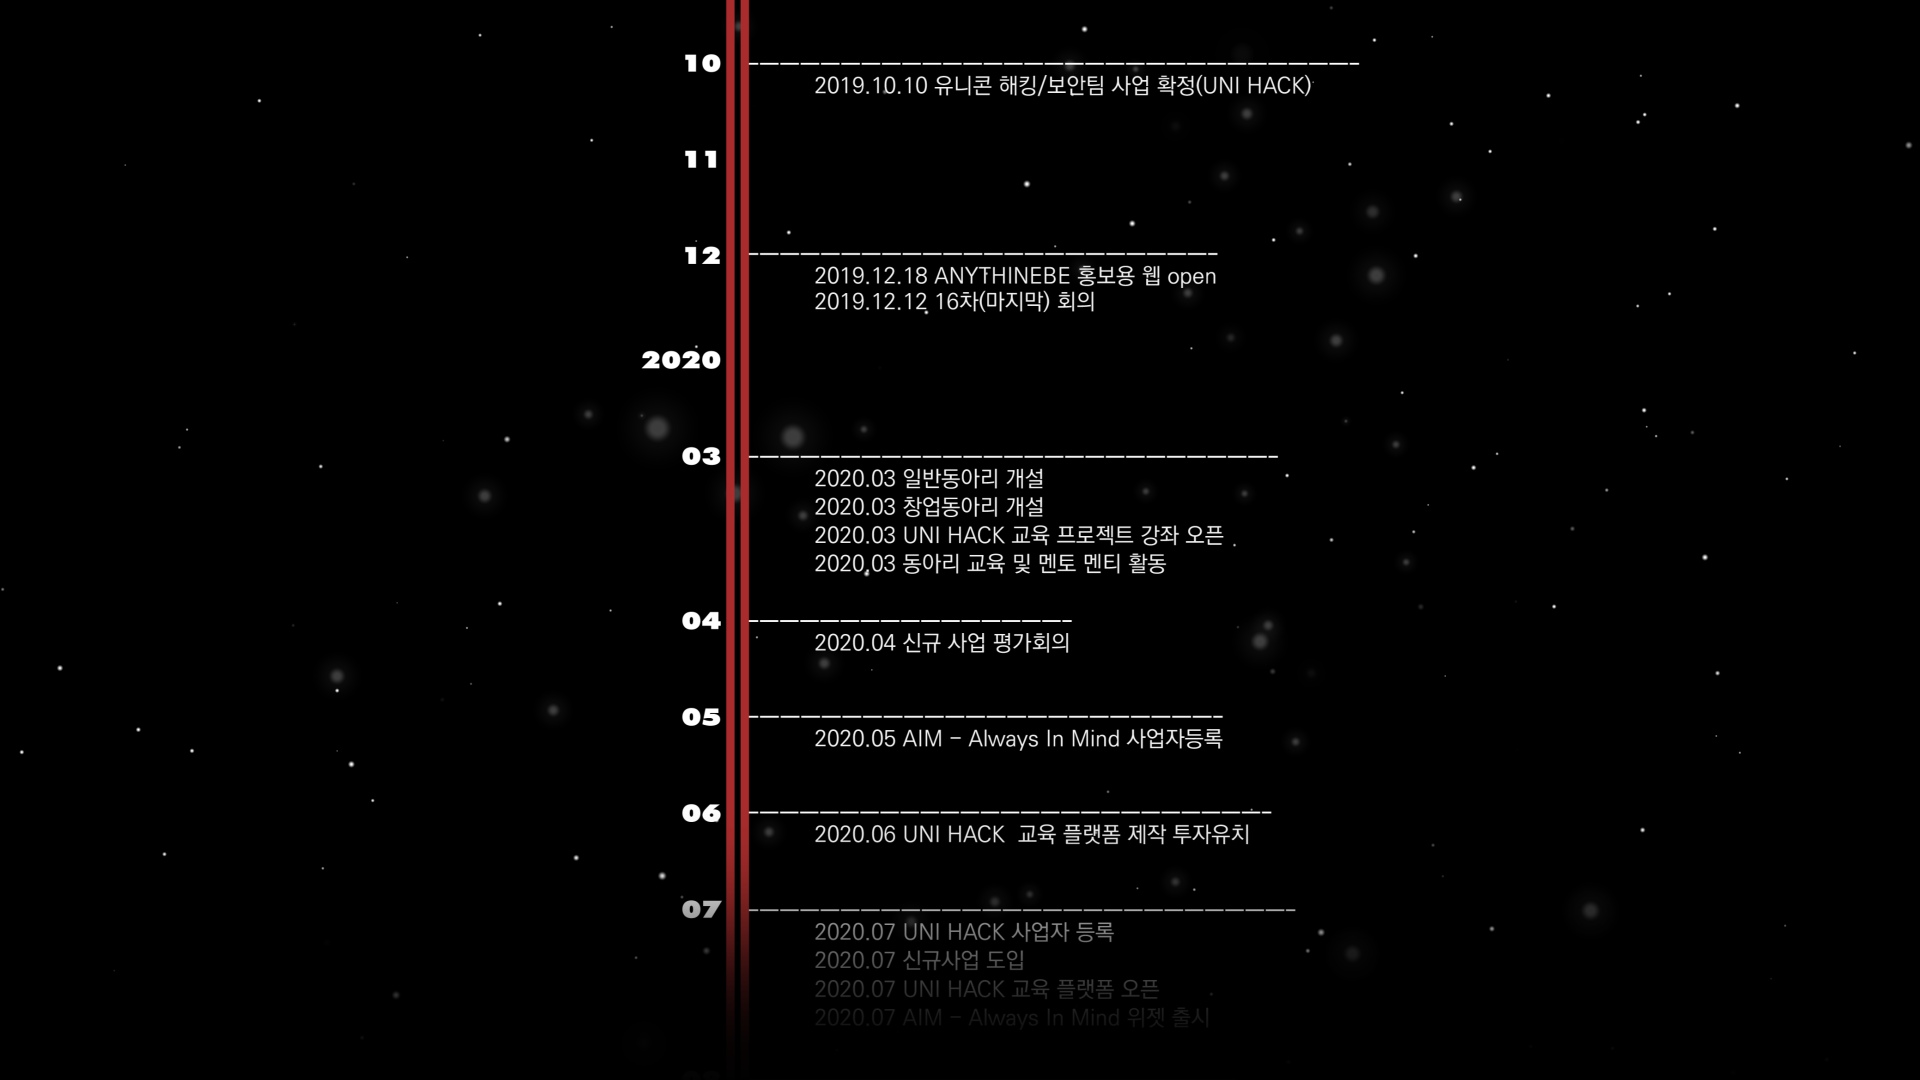 10
2019.10.10 유니콘 해킹/보안팀 사업 확정(UNI HACK)
11
12
2019.12.18 ANYTHINEBE 홍보용 웹 open
2019.12.12 16차(마지막) 회의
2020
03
2020.03 일반동아리 개설
2020.03 창업동아리 개설
2020.03 UNI HACK 교육 프로젝트 강좌 오픈
2020.03 동아리 교육 및 멘토 멘티 활동
04
2020.04 신규 사업 평가회의
05
2020.05 AIM - Always In Mind 사업자등록
06
2020.06 UNI HACK 교육 플랫폼 제작 투자유치
07
2020.07 UNI HACK 사업자 등록
2020.07 신규사업 도입
2020.07 UNI HACK 교육 플랫폼 오픈
2020.07 AIM - Always In Mind 위젯 출시